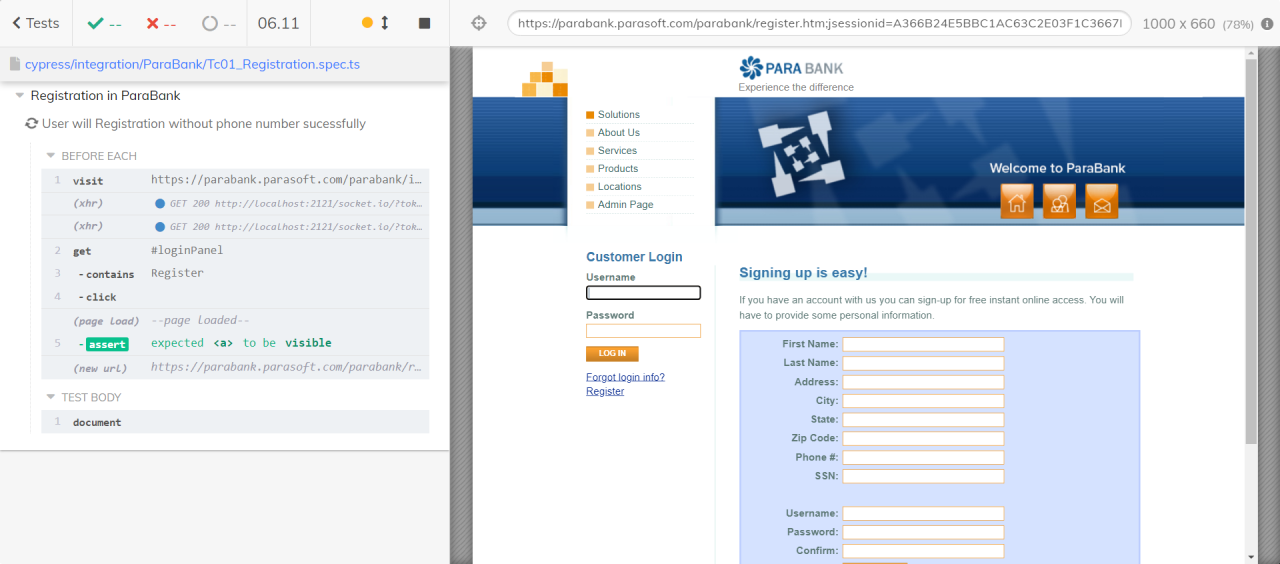 Tests
--
--
--
06.11
https://parabank.parasoft.com/parabank/register.htm;jsessionid=A366B24E5BBC1AC63C2E03F1C3667
1000 x 660 (78%)
cypress/integration/ParaBank/Tc01_Registration.spec.ts
Registration in ParaBank
User will Registration without phone number sucessfully
BEFORE EACH
1 visit https://parabank.parasoft.com/parabank/i…
(xhr) GET 200 http://localhost:2121/socket.io/?tok…
(xhr) GET 200 http://localhost:2121/socket.io/?tok…
2 get #loginPanel
3 -contains Register
4 -click
(page load) --page loaded--
5 -assert expected <a> to be visible
(new url) https://parabank.parasoft.com/parabank/r…
TEST BODY
1 document
PARA BANK
Experience the difference
Solutions
About Us
Services
Products
Locations
Admin Page
Welcome to ParaBank
Customer Login
Username
Password
LOG IN
Forgot login info?
Register
Signing up is easy!
If you have an account with us you can sign-up for free instant online access. You will
have to provide some personal information.
First Name:
Last Name:
Address:
City:
State:
Zip Code:
Phone #:
SSN:
Username:
Password:
Confirm: